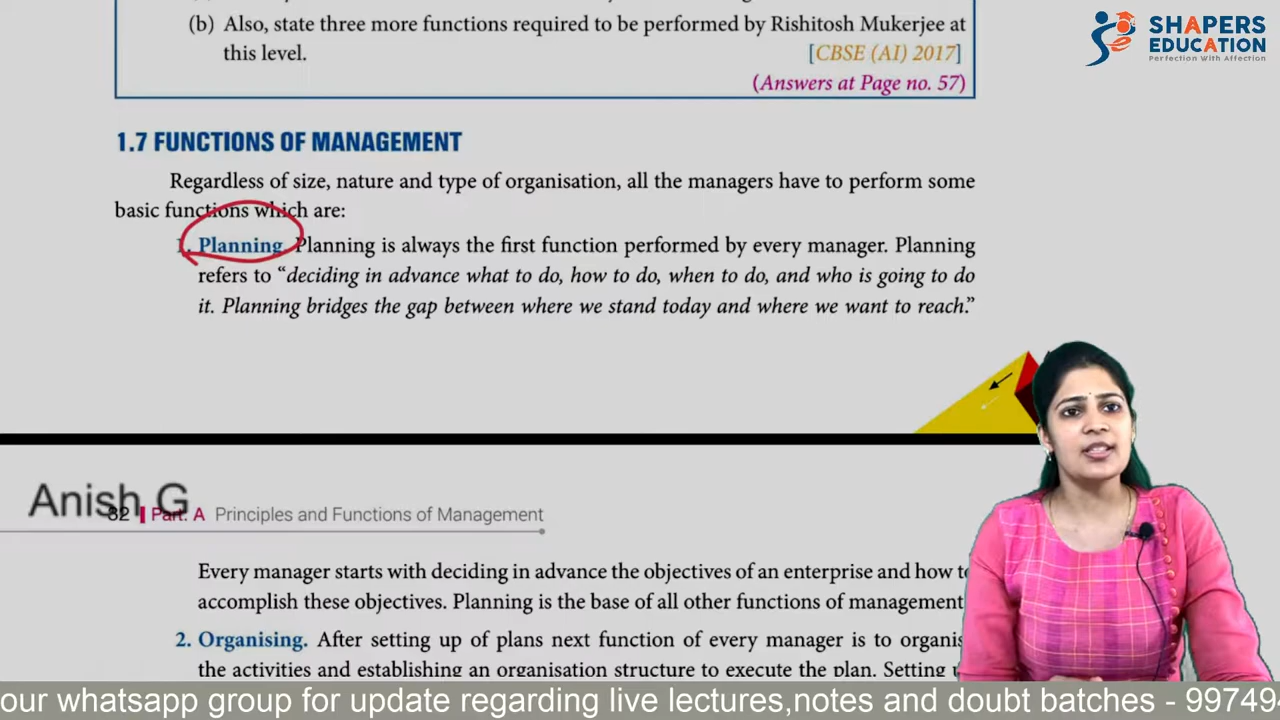 (b) Also, state three more functions required to be performed by Rishitosh Mukerjee at
this level. [CBSE (AI) 2017]
(Answers at Page no. 57)
SHAPERS
EDUCATION
Perfection With Affection
1.7 FUNCTIONS OF MANAGEMENT
Regardless of size, nature and type of organisation, all the managers have to perform some
basic functions which are:
1. Planning. Planning is always the first function performed by every manager. Planning
refers to “deciding in advance what to do, how to do, when to do, and who is going to do
it. Planning bridges the gap between where we stand today and where we want to reach.”
Anish G
32 Part: A Principles and Functions of Management
Every manager starts with deciding in advance the objectives of an enterprise and how to
accomplish these objectives. Planning is the base of all other functions of management
2. Organising. After setting up of plans next function of every manager is to organis
the activities and establishing an organisation structure to execute the plan. Setting
our whatsapp group for update regarding live lectures,notes and doubt batches - 99749